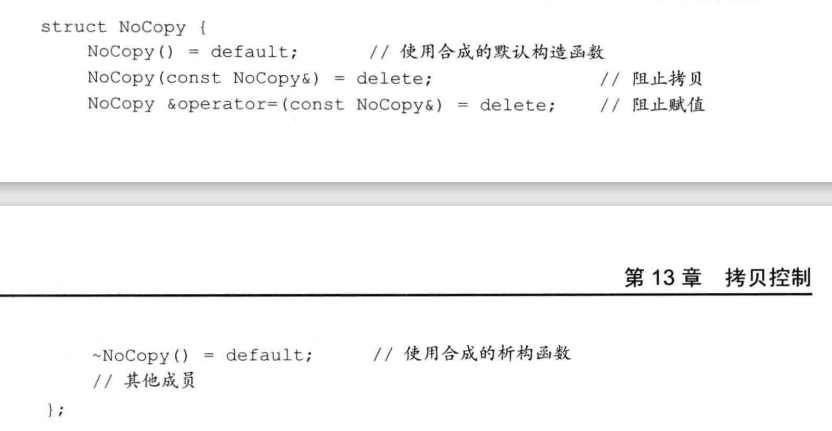 struct NoCopy {
NoCopy() = default; // 使用合成的默认构造函数
NoCopy(const NoCopy&) = delete; // 阻止拷贝
NoCopy &operator=(const NoCopy&) = delete; // 阻止赋值
第 13 章 拷贝控制
~NoCopy() = default; // 使用合成的析构函数
// 其他成员
};